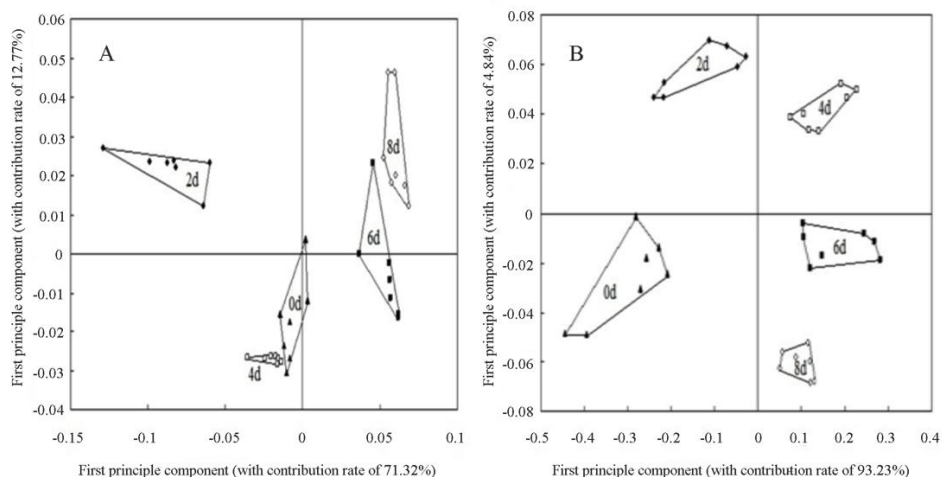 First principle component (with contribution rate of 12.77%)
0.06
0.05
0.04
0.03
0.02
0.01
0
-0.01
-0.02
-0.03
-0.04
A
2d
8d
6d
0d
4d
-0.15
-0.1
-0.05
0
0.05
0.1
First principle component (with contribution rate of 71.32%)
First principle component (with contribution rate of 4.84%)
0.08
0.06
0.04
0.02
0
-0.02
-0.04
-0.06
-0.08
B
2d
4d
0d
6d
8d
-0.5
-0.4
-0.3
-0.2
-0.1
0
0.1
0.2
0.3
0.4
First principle component (with contribution rate of 93.23%)